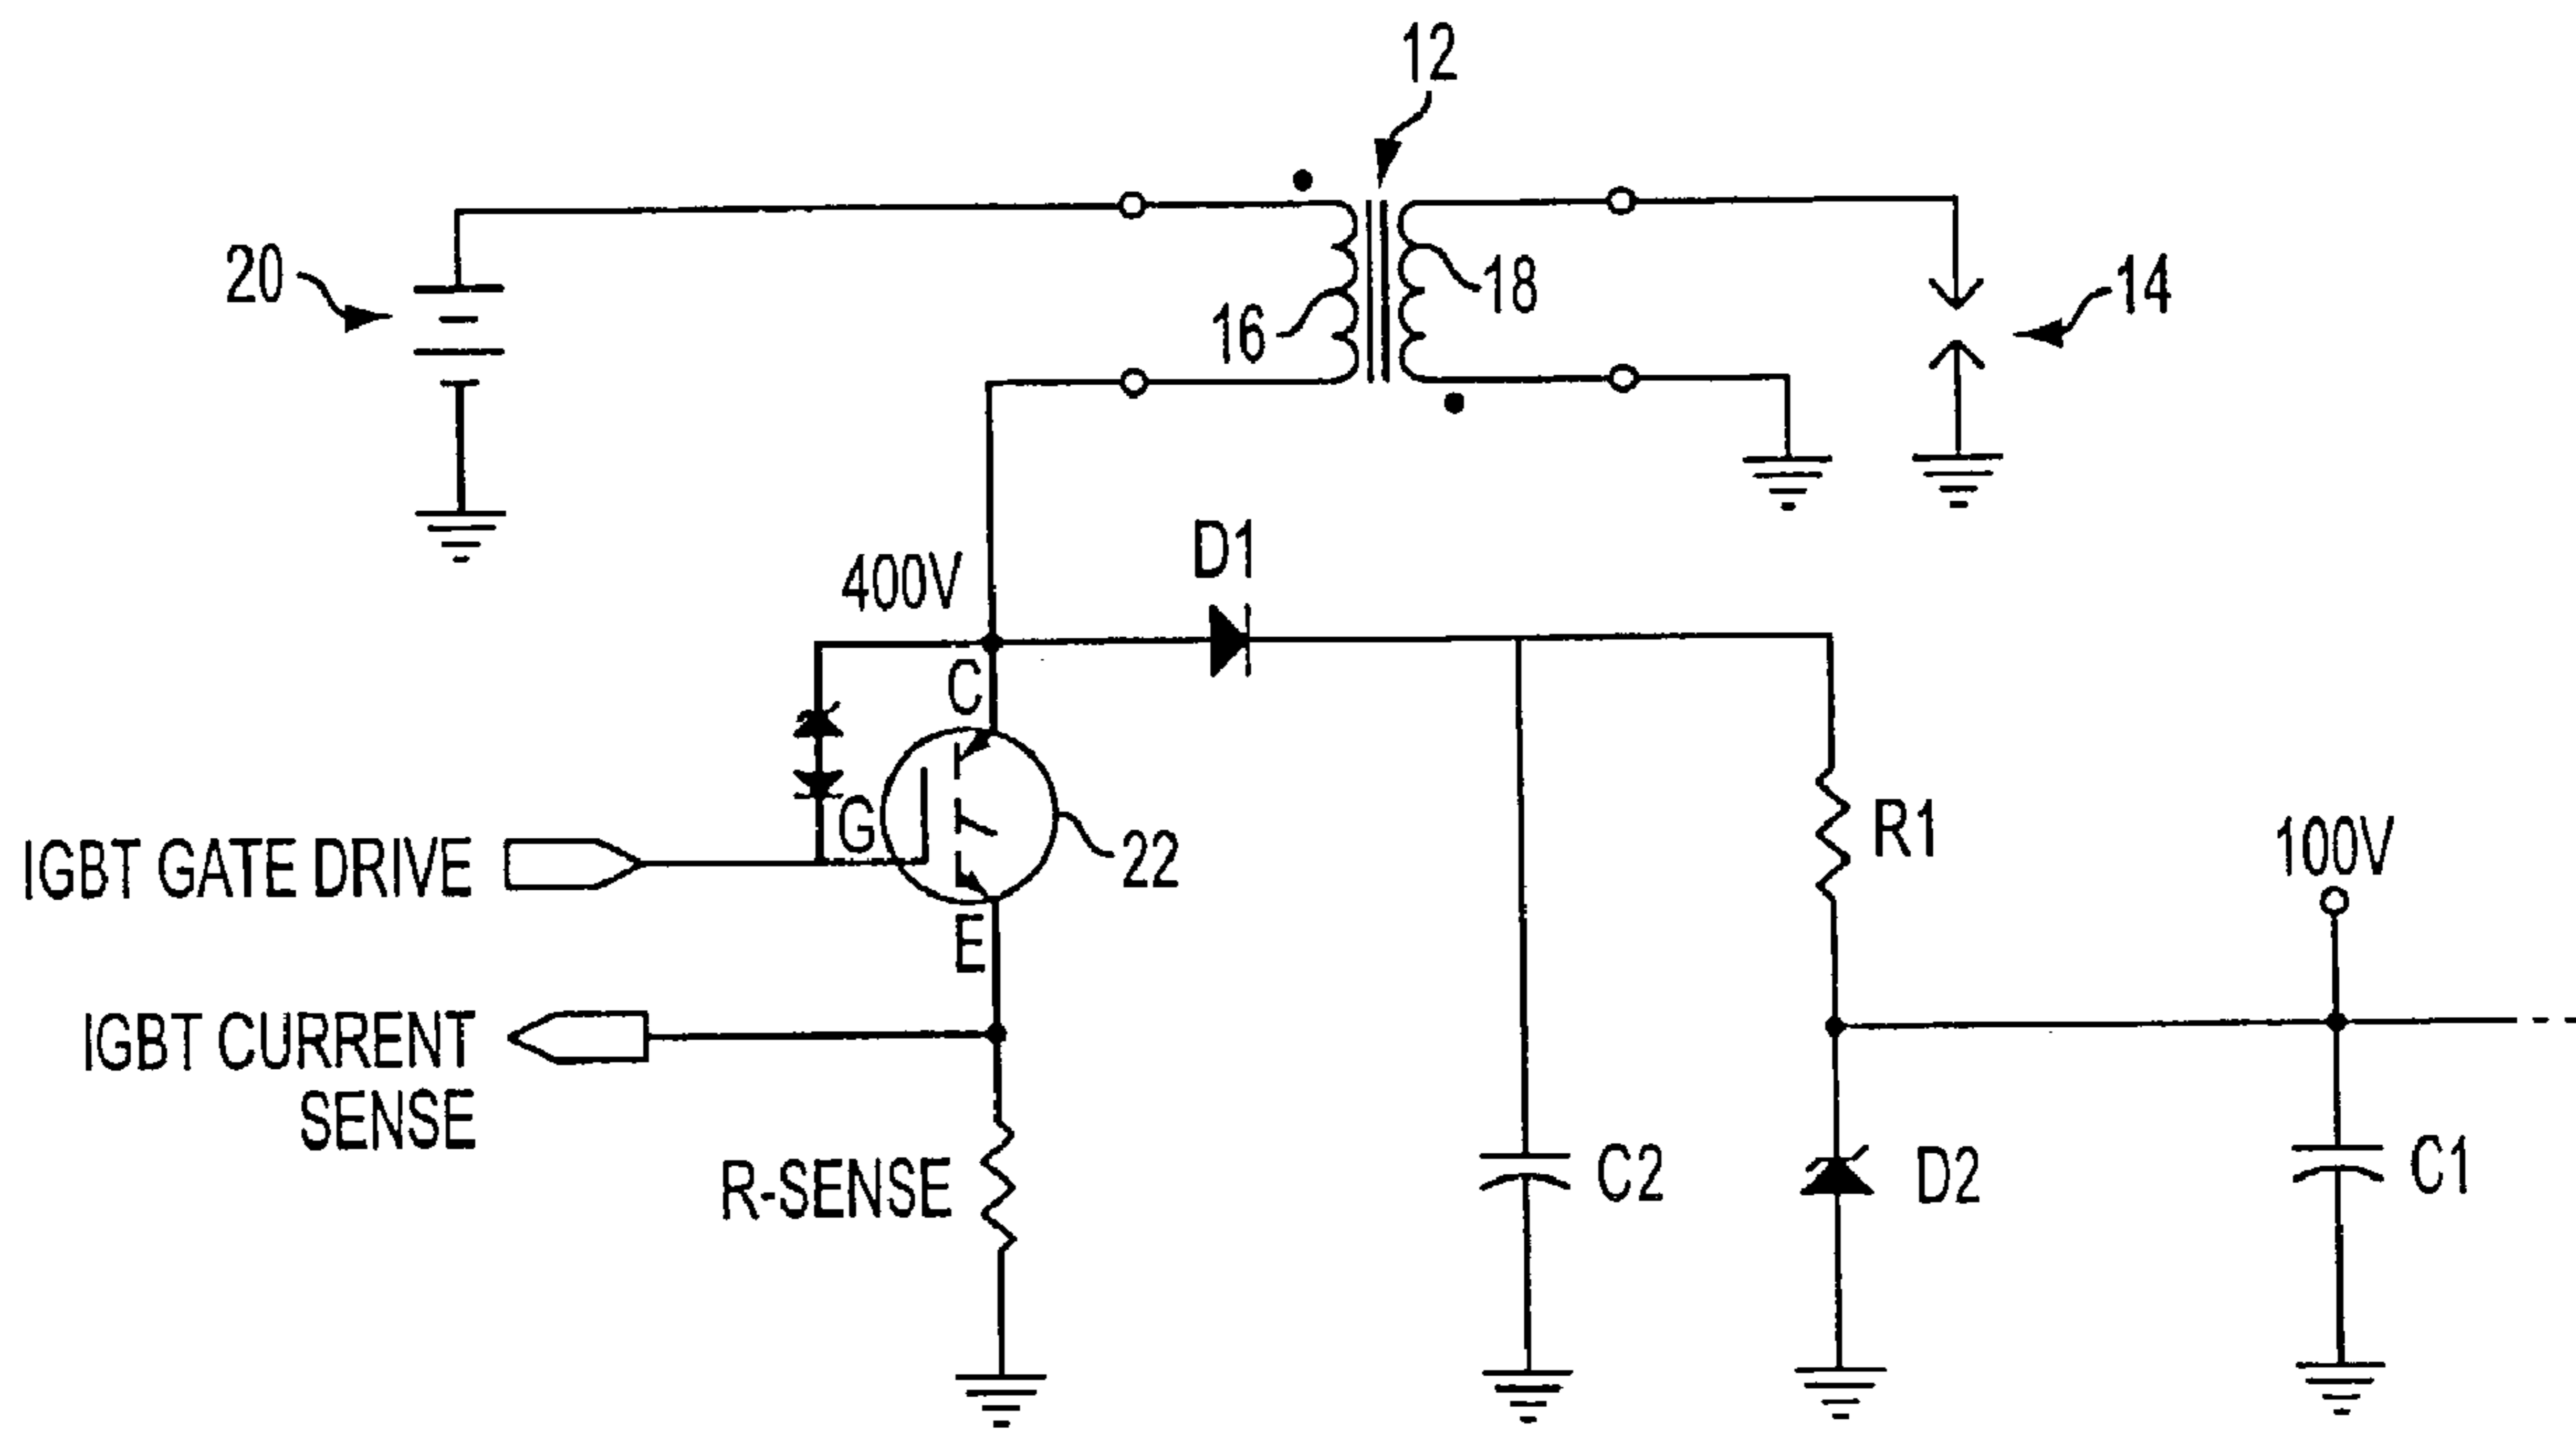 12
20
16
18
14
400V
D1
C
G
22
IGBT GATE DRIVE
R1
100V
E
IGBT CURRENT
SENSE
R-SENSE
C2
D2
C1